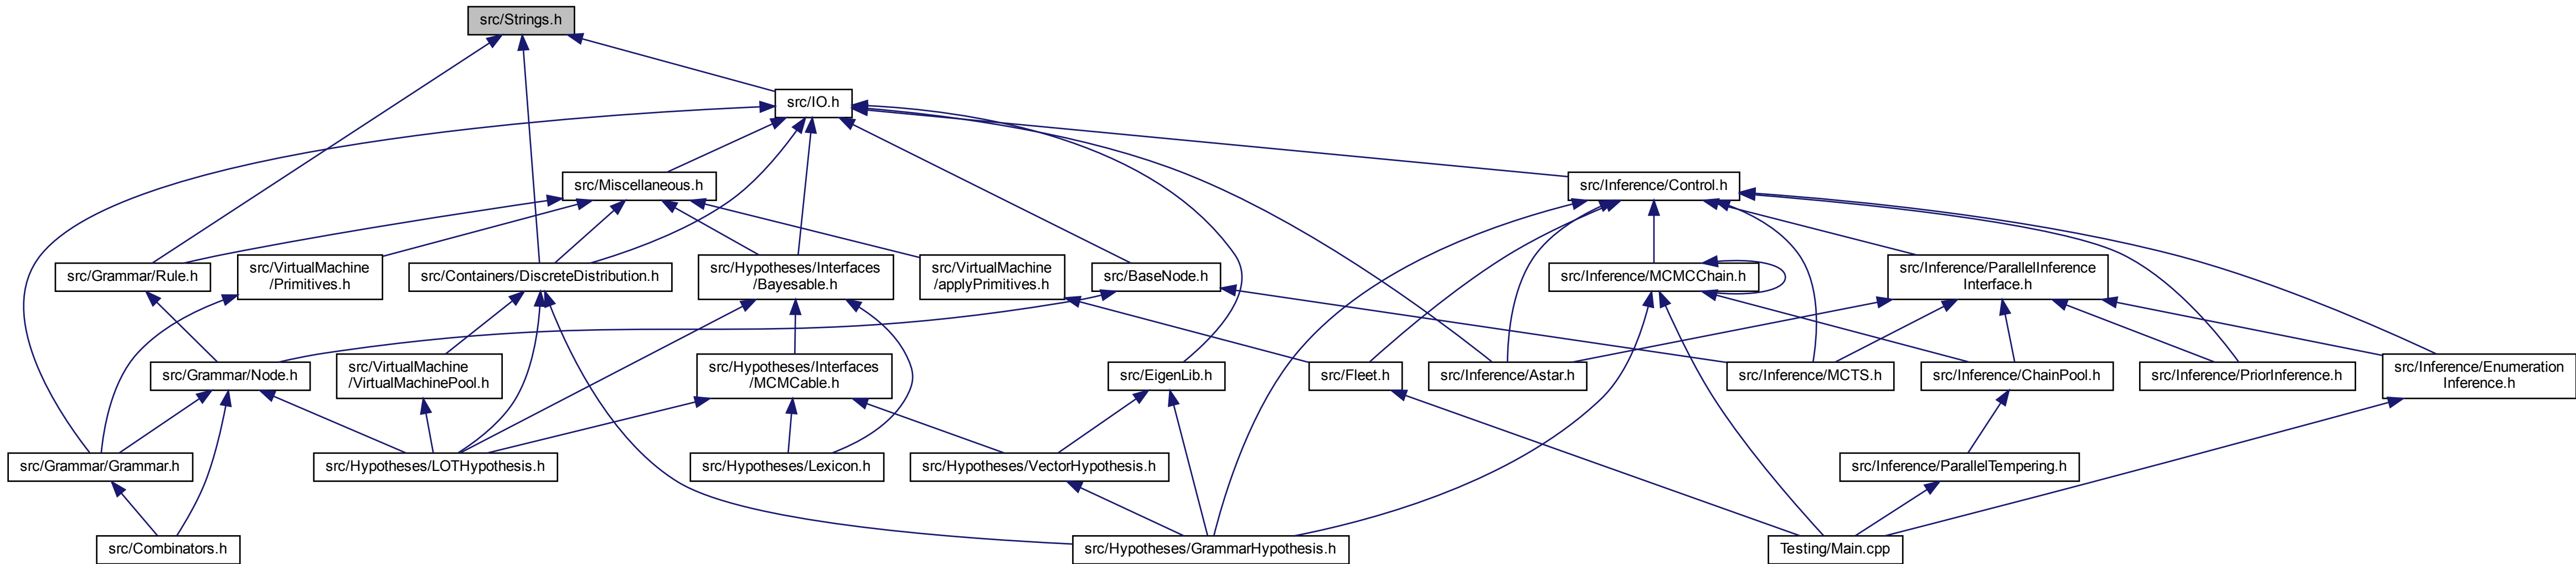 src/Strings.h
src/IO.h
src/Miscellaneous.h
src/Inference/Control.h
src/Grammar/Rule.h
src/VirtualMachine
/Primitives.h
src/Containers/DiscreteDistribution.h
src/Hypotheses/Interfaces
/Bayesable.h
src/VirtualMachine
/applyPrimitives.h
src/BaseNode.h
src/Inference/MCMCChain.h
src/Inference/ParallelInference
Interface.h
src/Grammar/Node.h
src/VirtualMachine
/VirtualMachinePool.h
src/Hypotheses/Interfaces
/MCMCable.h
src/EigenLib.h
src/Fleet.h
src/Inference/Astar.h
src/Inference/MCTS.h
src/Inference/ChainPool.h
src/Inference/PriorInference.h
src/Inference/Enumeration
Inference.h
src/Grammar/Grammar.h
src/Hypotheses/LOTHypothesis.h
src/Hypotheses/Lexicon.h
src/Hypotheses/VectorHypothesis.h
src/Inference/ParallelTempering.h
src/Combinators.h
src/Hypotheses/GrammarHypothesis.h
Testing/Main.cpp